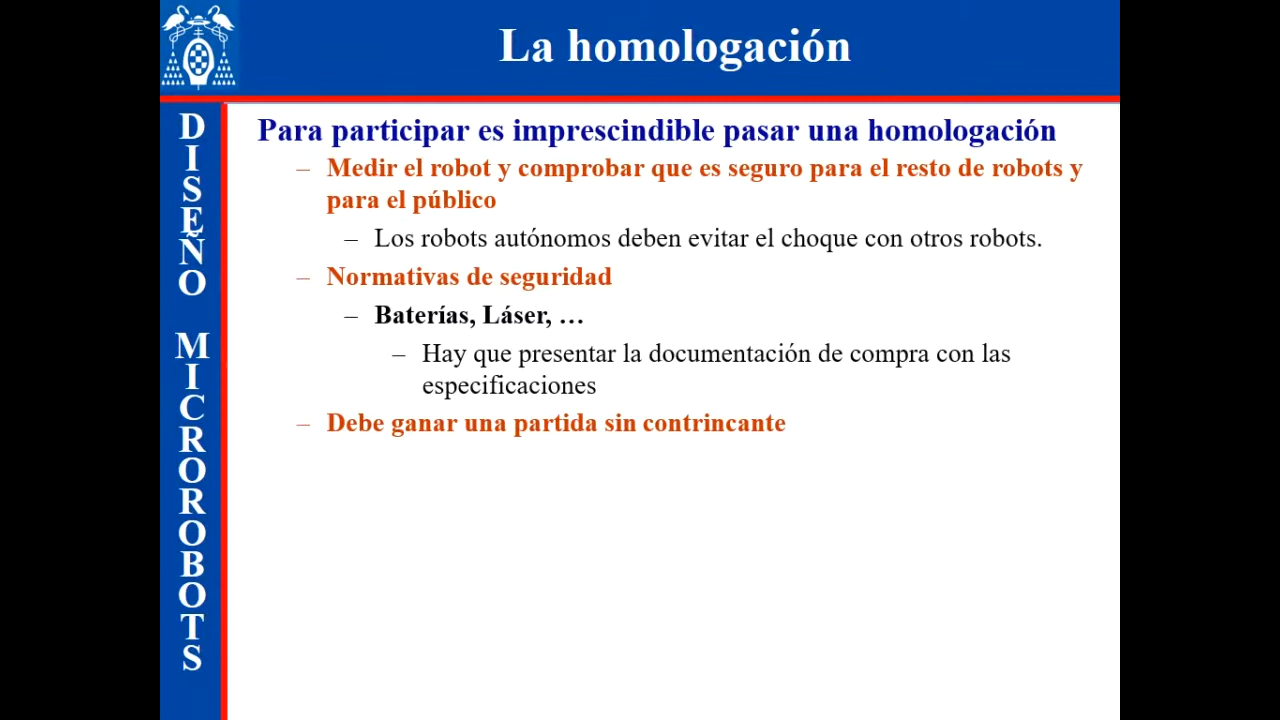 La homologación
DISEÑO MICROROBOTS
Para participar es imprescindible pasar una homologación
– Medir el robot y comprobar que es seguro para el resto de robots y
para el público
– Los robots autónomos deben evitar el choque con otros robots.
– Normativas de seguridad
– Baterías, Láser, …
– Hay que presentar la documentación de compra con las
especificaciones
– Debe ganar una partida sin contrincante